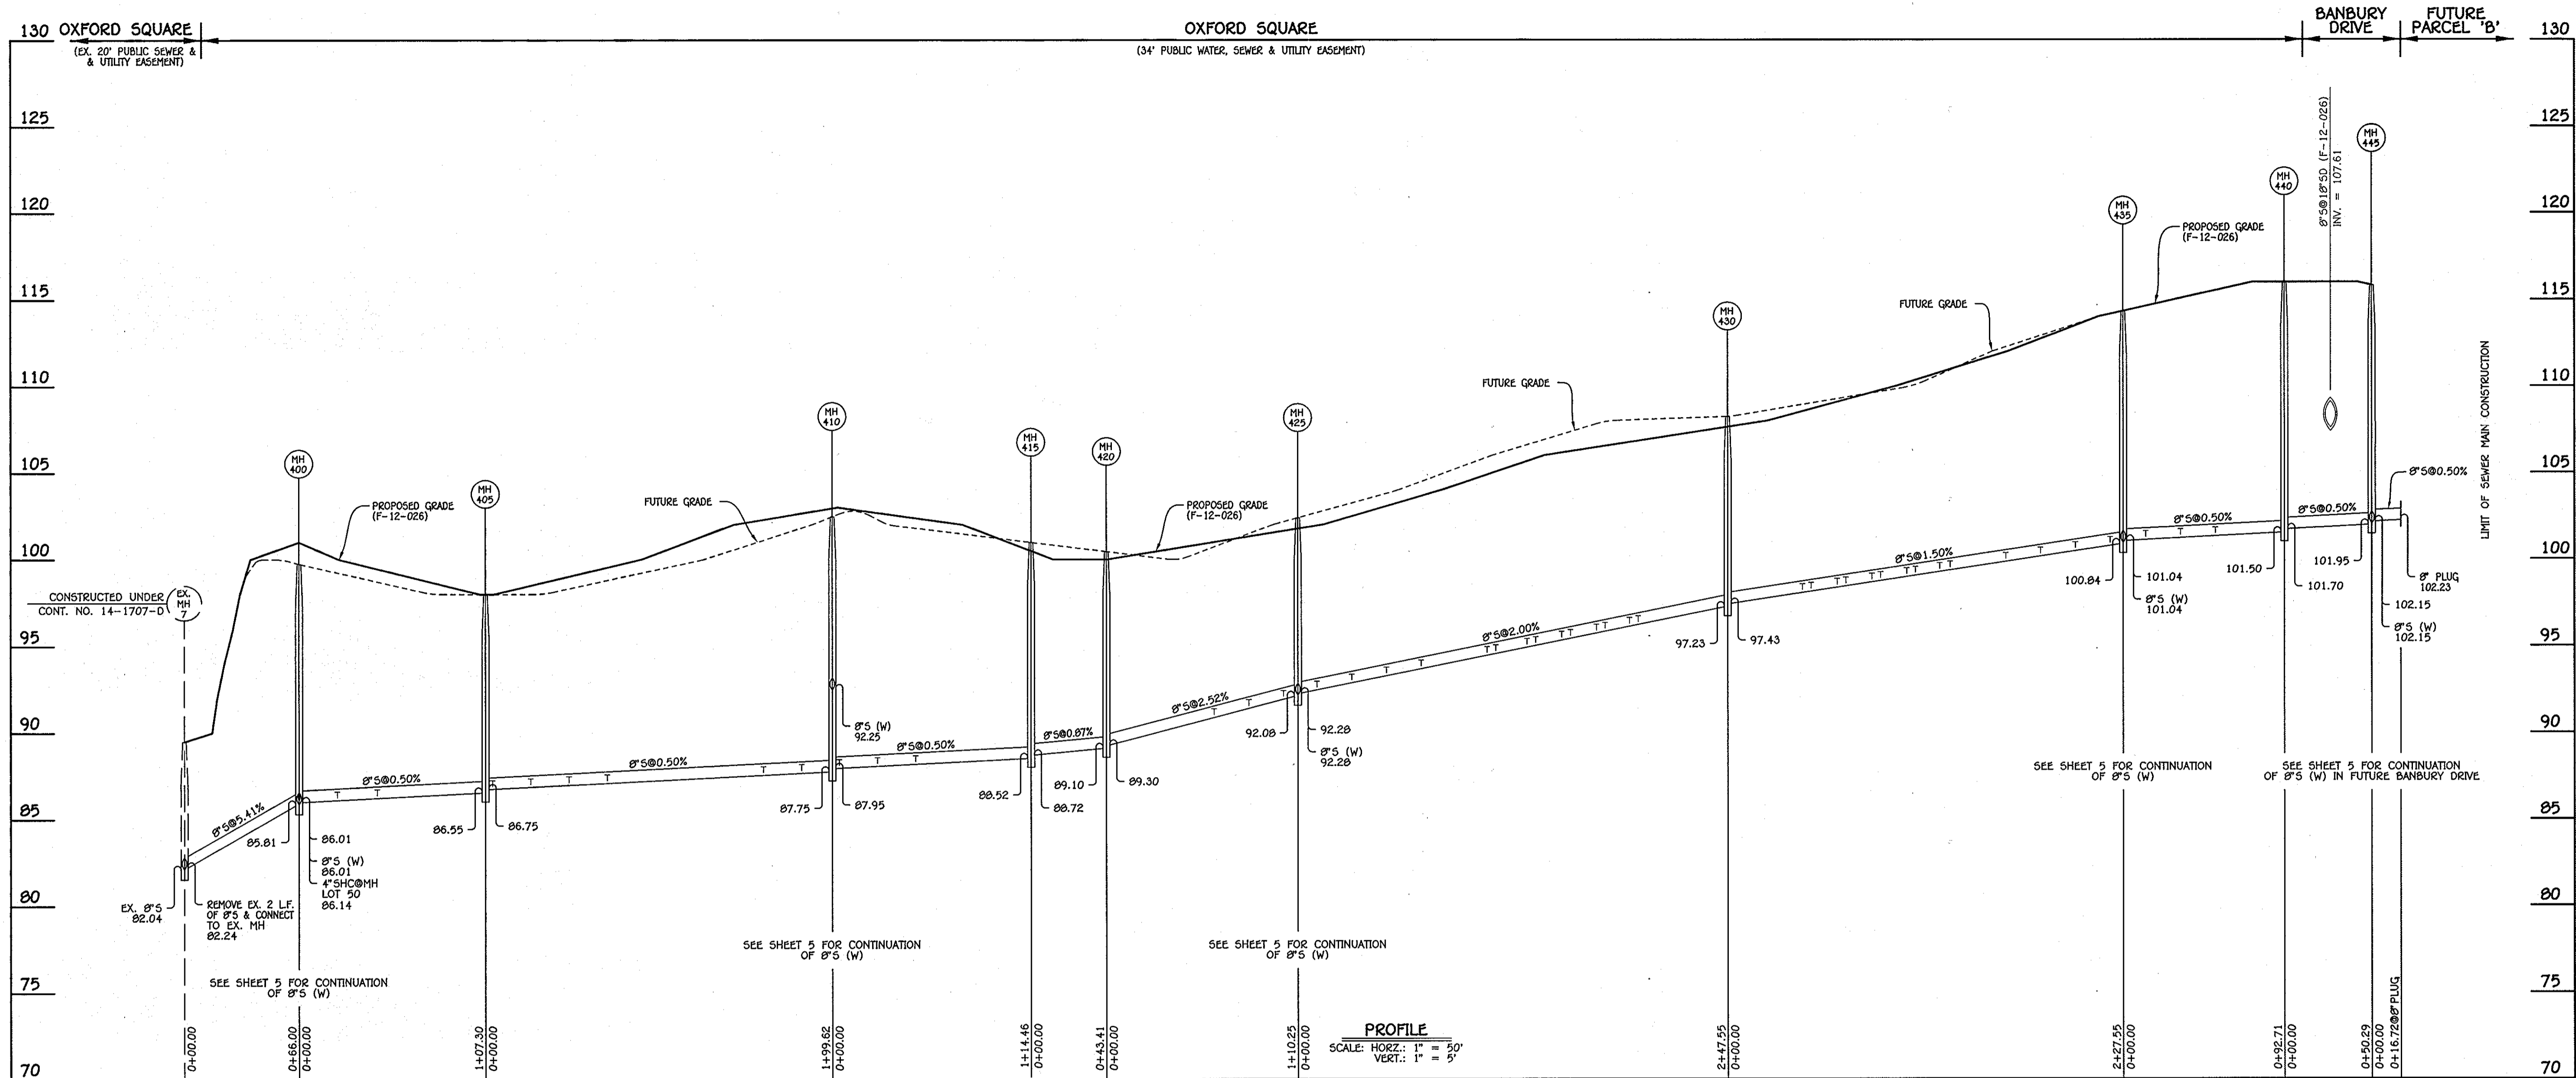 OXFORD SQUARE
(EX. 20' PUBLIC SEWER &
& UTILITY EASEMENT)
OXFORD SQUARE
(34' PUBLIC WATER, SEWER & UTILITY EASEMENT)
BANBURY
DRIVE
FUTURE
PARCEL 'B'
130
125
120
115
110
105
100
95
90
85
80
75
70
130
125
120
115
110
105
100
95
90
85
80
75
70
CONSTRUCTED UNDER
CONT. NO. 14-1707-D
EX.
MH
7
MH
400
MH
405
MH
410
MH
415
MH
420
MH
425
MH
430
MH
435
MH
440
MH
445
PROPOSED GRADE
(F-12-026)
FUTURE GRADE
PROPOSED GRADE
(F-12-026)
FUTURE GRADE
FUTURE GRADE
PROPOSED GRADE
(F-12-026)
8"S@18"SD (F-12-026)
INV. = 107.61
LIMIT OF SEWER MAIN CONSTRUCTION
8"S@5.41%
8"S@0.50%
8"S@0.50%
8"S@0.50%
8"S@0.87%
8"S@2.52%
8"S@2.00%
8"S@1.50%
8"S@0.50%
8"S@0.50%
8"S@0.50%
EX. 8"S
82.04
REMOVE EX. 2 L.F.
OF 8"S & CONNECT
TO EX. MH
82.24
85.81
86.01
8"S (W)
86.01
4"SHC@MH
LOT 50
86.14
86.55
86.75
8"S (W)
92.25
87.75
87.95
88.52
88.72
89.10
89.30
92.08
92.28
8"S (W)
92.28
97.23
97.43
100.84
101.04
8"S (W)
101.04
101.50
101.70
101.95
102.15
8"S (W)
102.15
8" PLUG
102.23
SEE SHEET 5 FOR CONTINUATION
OF 8"S (W)
SEE SHEET 5 FOR CONTINUATION
OF 8"S (W)
SEE SHEET 5 FOR CONTINUATION
OF 8"S (W)
SEE SHEET 5 FOR CONTINUATION
OF 8"S (W)
SEE SHEET 5 FOR CONTINUATION
OF 8"S (W) IN FUTURE BANBURY DRIVE
0+00.00
0+66.00
0+00.00
1+07.30
0+00.00
1+99.62
0+00.00
1+14.46
0+00.00
0+43.41
0+00.00
1+10.25
0+00.00
2+47.55
0+00.00
2+27.55
0+00.00
0+92.71
0+00.00
0+50.29
0+00.00
0+16.72@8"PLUG
PROFILE
SCALE: HORZ.: 1" = 50'
VERT.: 1" = 5'